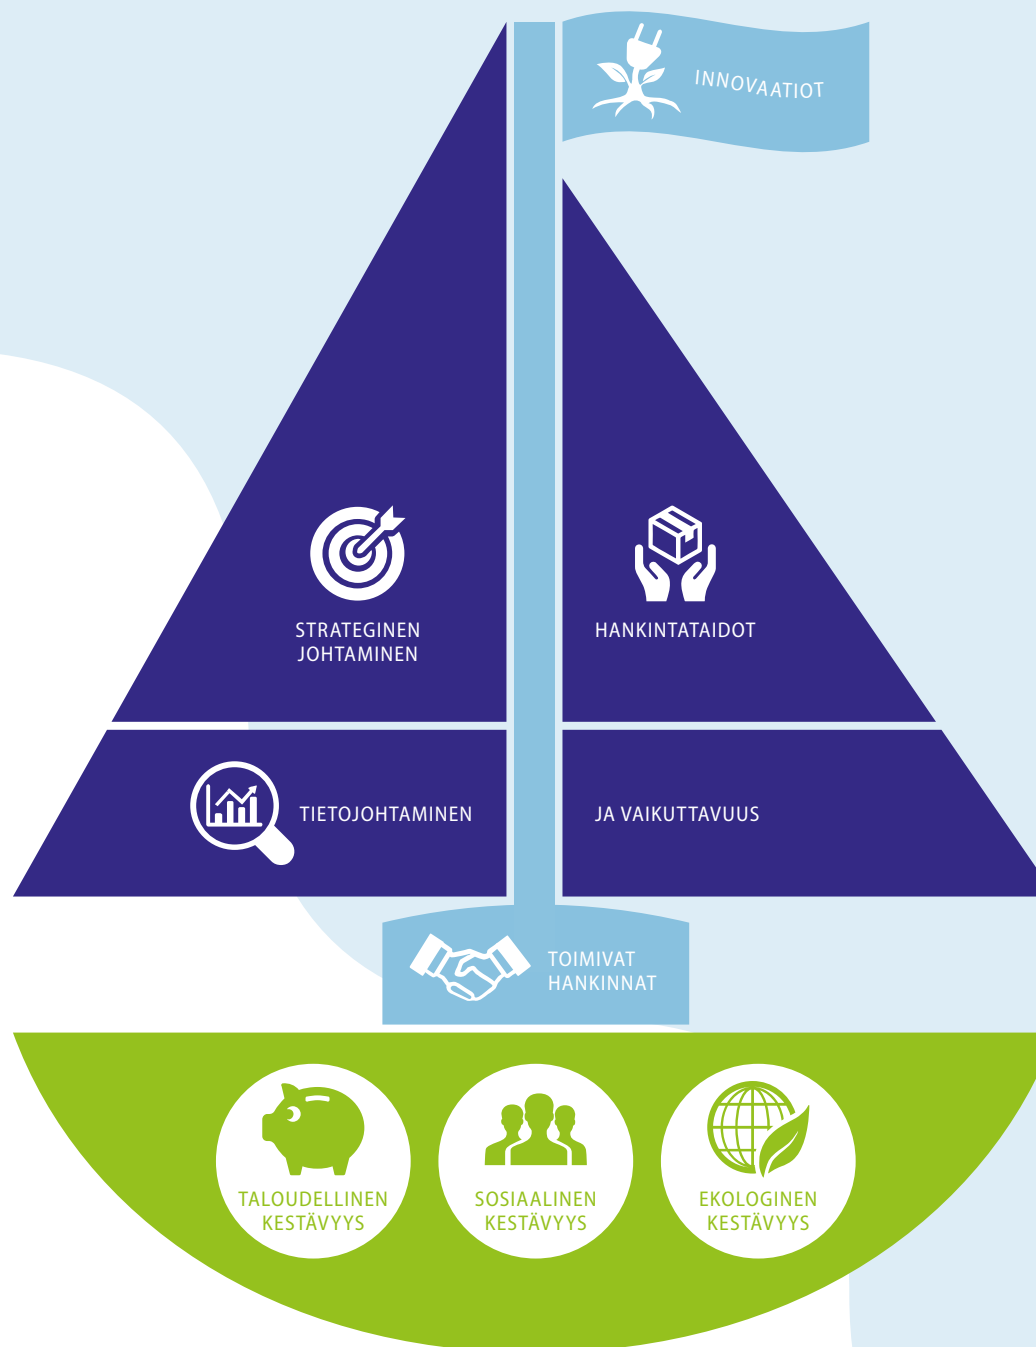 INNOVAATIOT
STRATEGINEN
JOHTAMINEN
HANKINTATAIDOT
TIETOJOHTAMINEN
JA VAIKUTTAVUUS
TOIMIVAT
HANKINNAT
TALOUDELLINEN
KESTÄVYYS
SOSIAALINEN
KESTÄVYYS
EKOLOGINEN
KESTÄVYYS